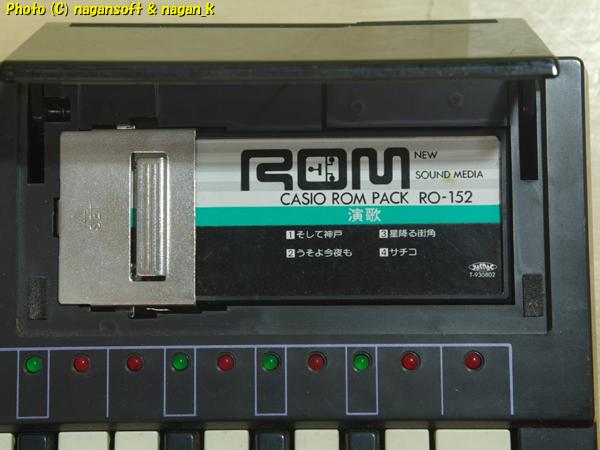 Photo (C) nagansoft & nagan_k
ROM NEW
SOUND MEDIA
CASIO ROM PACK RO-152
演歌
1 そして神戸 3 星降る街角
2 うそよ今夜も 4 サチコ
T-930802